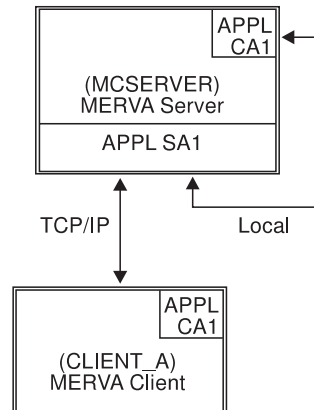 APPL
CA1
(MCSERVER)
MERVA Server
APPL SA1
TCP/IP
Local
APPL
CA1
(CLIENT_A)
MERVA Client